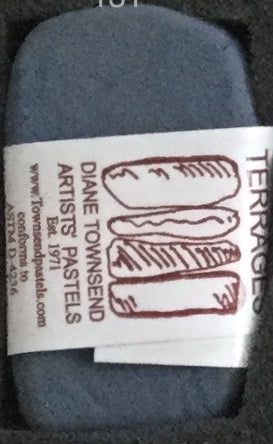 TERRAGES
DIANE TOWNSEND
ARTISTS' PASTELS
Est. 1971
www.Townsendpastels.com
conforms to
ASTM D-4236